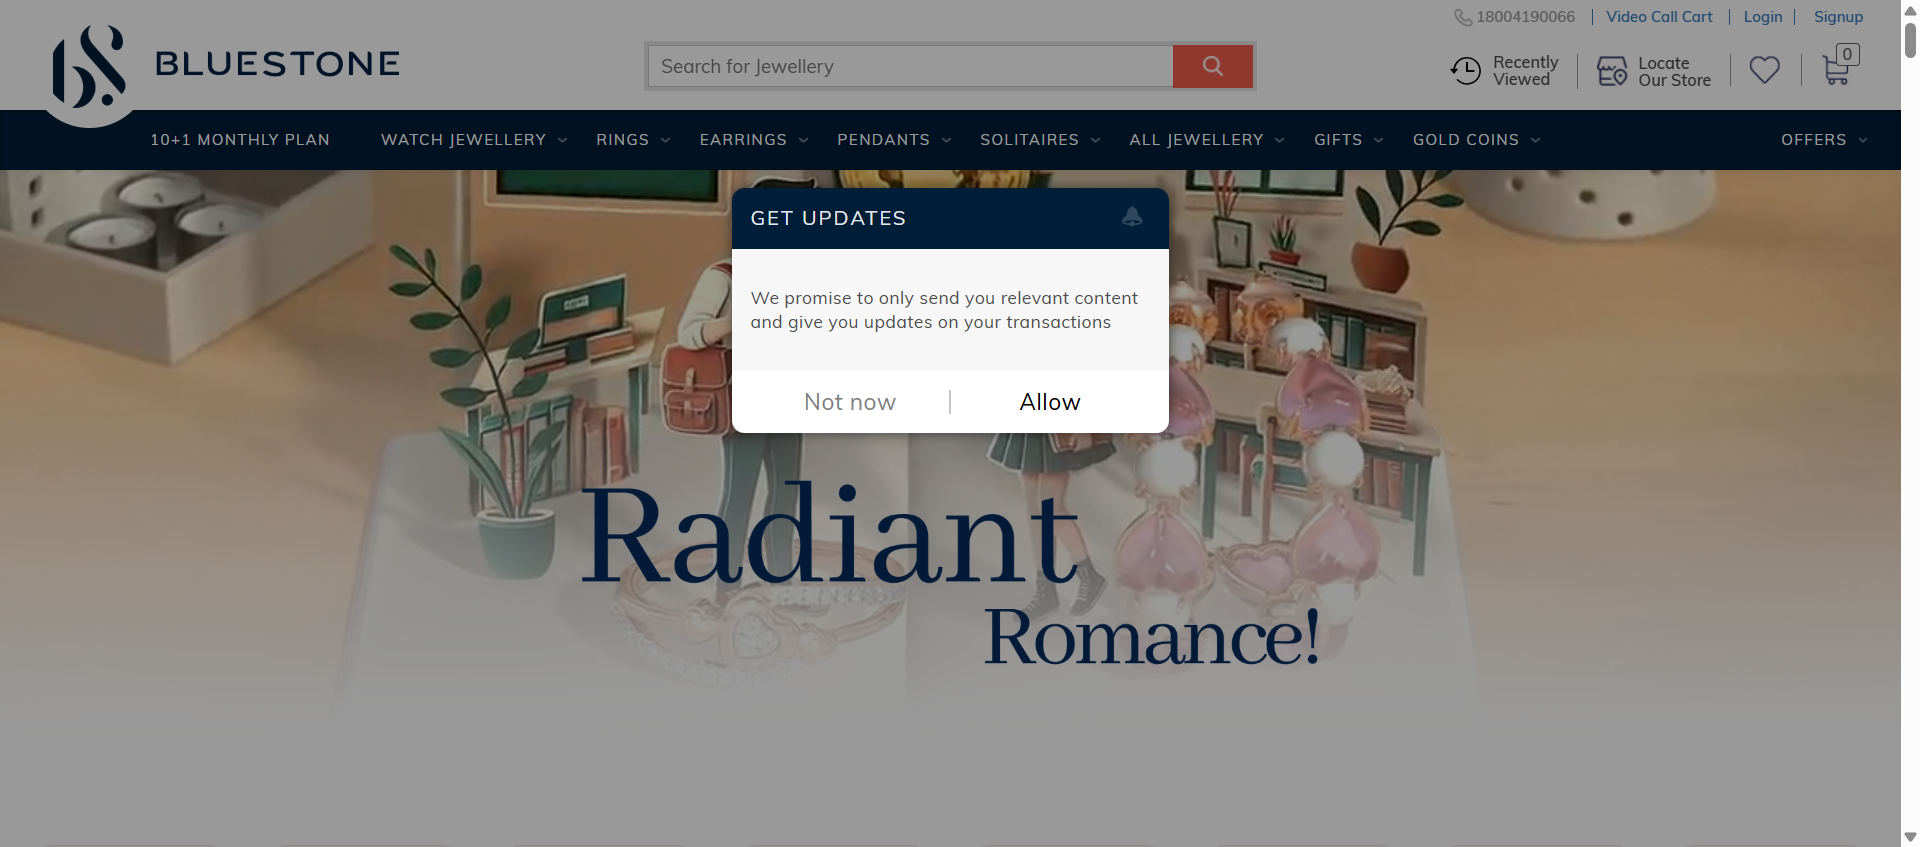 18004190066
Video Call Cart
Login
Signup
BLUESTONE
Search for Jewellery
Recently
Viewed
Locate
Our Store
0
10+1 MONTHLY PLAN
WATCH JEWELLERY
RINGS
EARRINGS
PENDANTS
SOLITAIRES
ALL JEWELLERY
GIFTS
GOLD COINS
OFFERS
GET UPDATES
We promise to only send you relevant content
and give you updates on your transactions
Not now
Allow
Radiant
Romance!